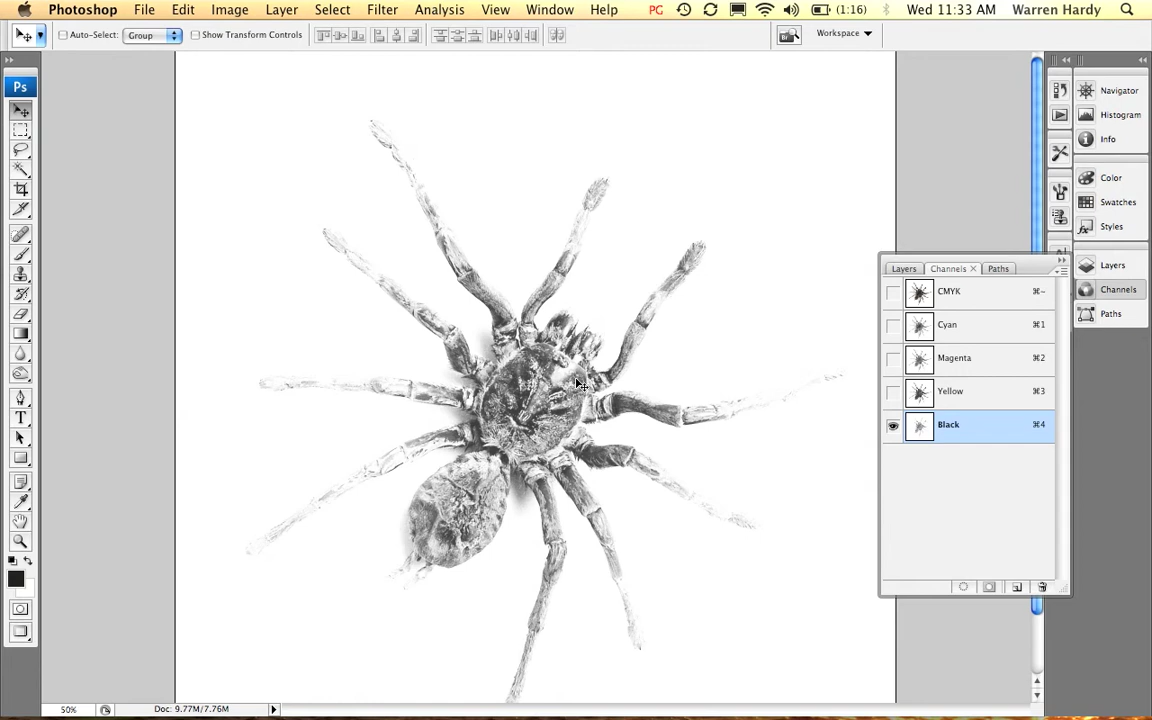 Photoshop File Edit Image Layer Select Filter Analysis View Window Help PG (1:16) Wed 11:33 AM Warren Hardy
Auto-Select: Group Show Transform Controls Br Workspace
Ps
Navigator
Histogram
Info
Color
Swatches
Styles
Layers
Channels
Paths
Layers Channels × Paths
CMYK ⌘~
Cyan ⌘1
Magenta ⌘2
Yellow ⌘3
Black ⌘4
T
50% Doc: 9.77M/7.76M